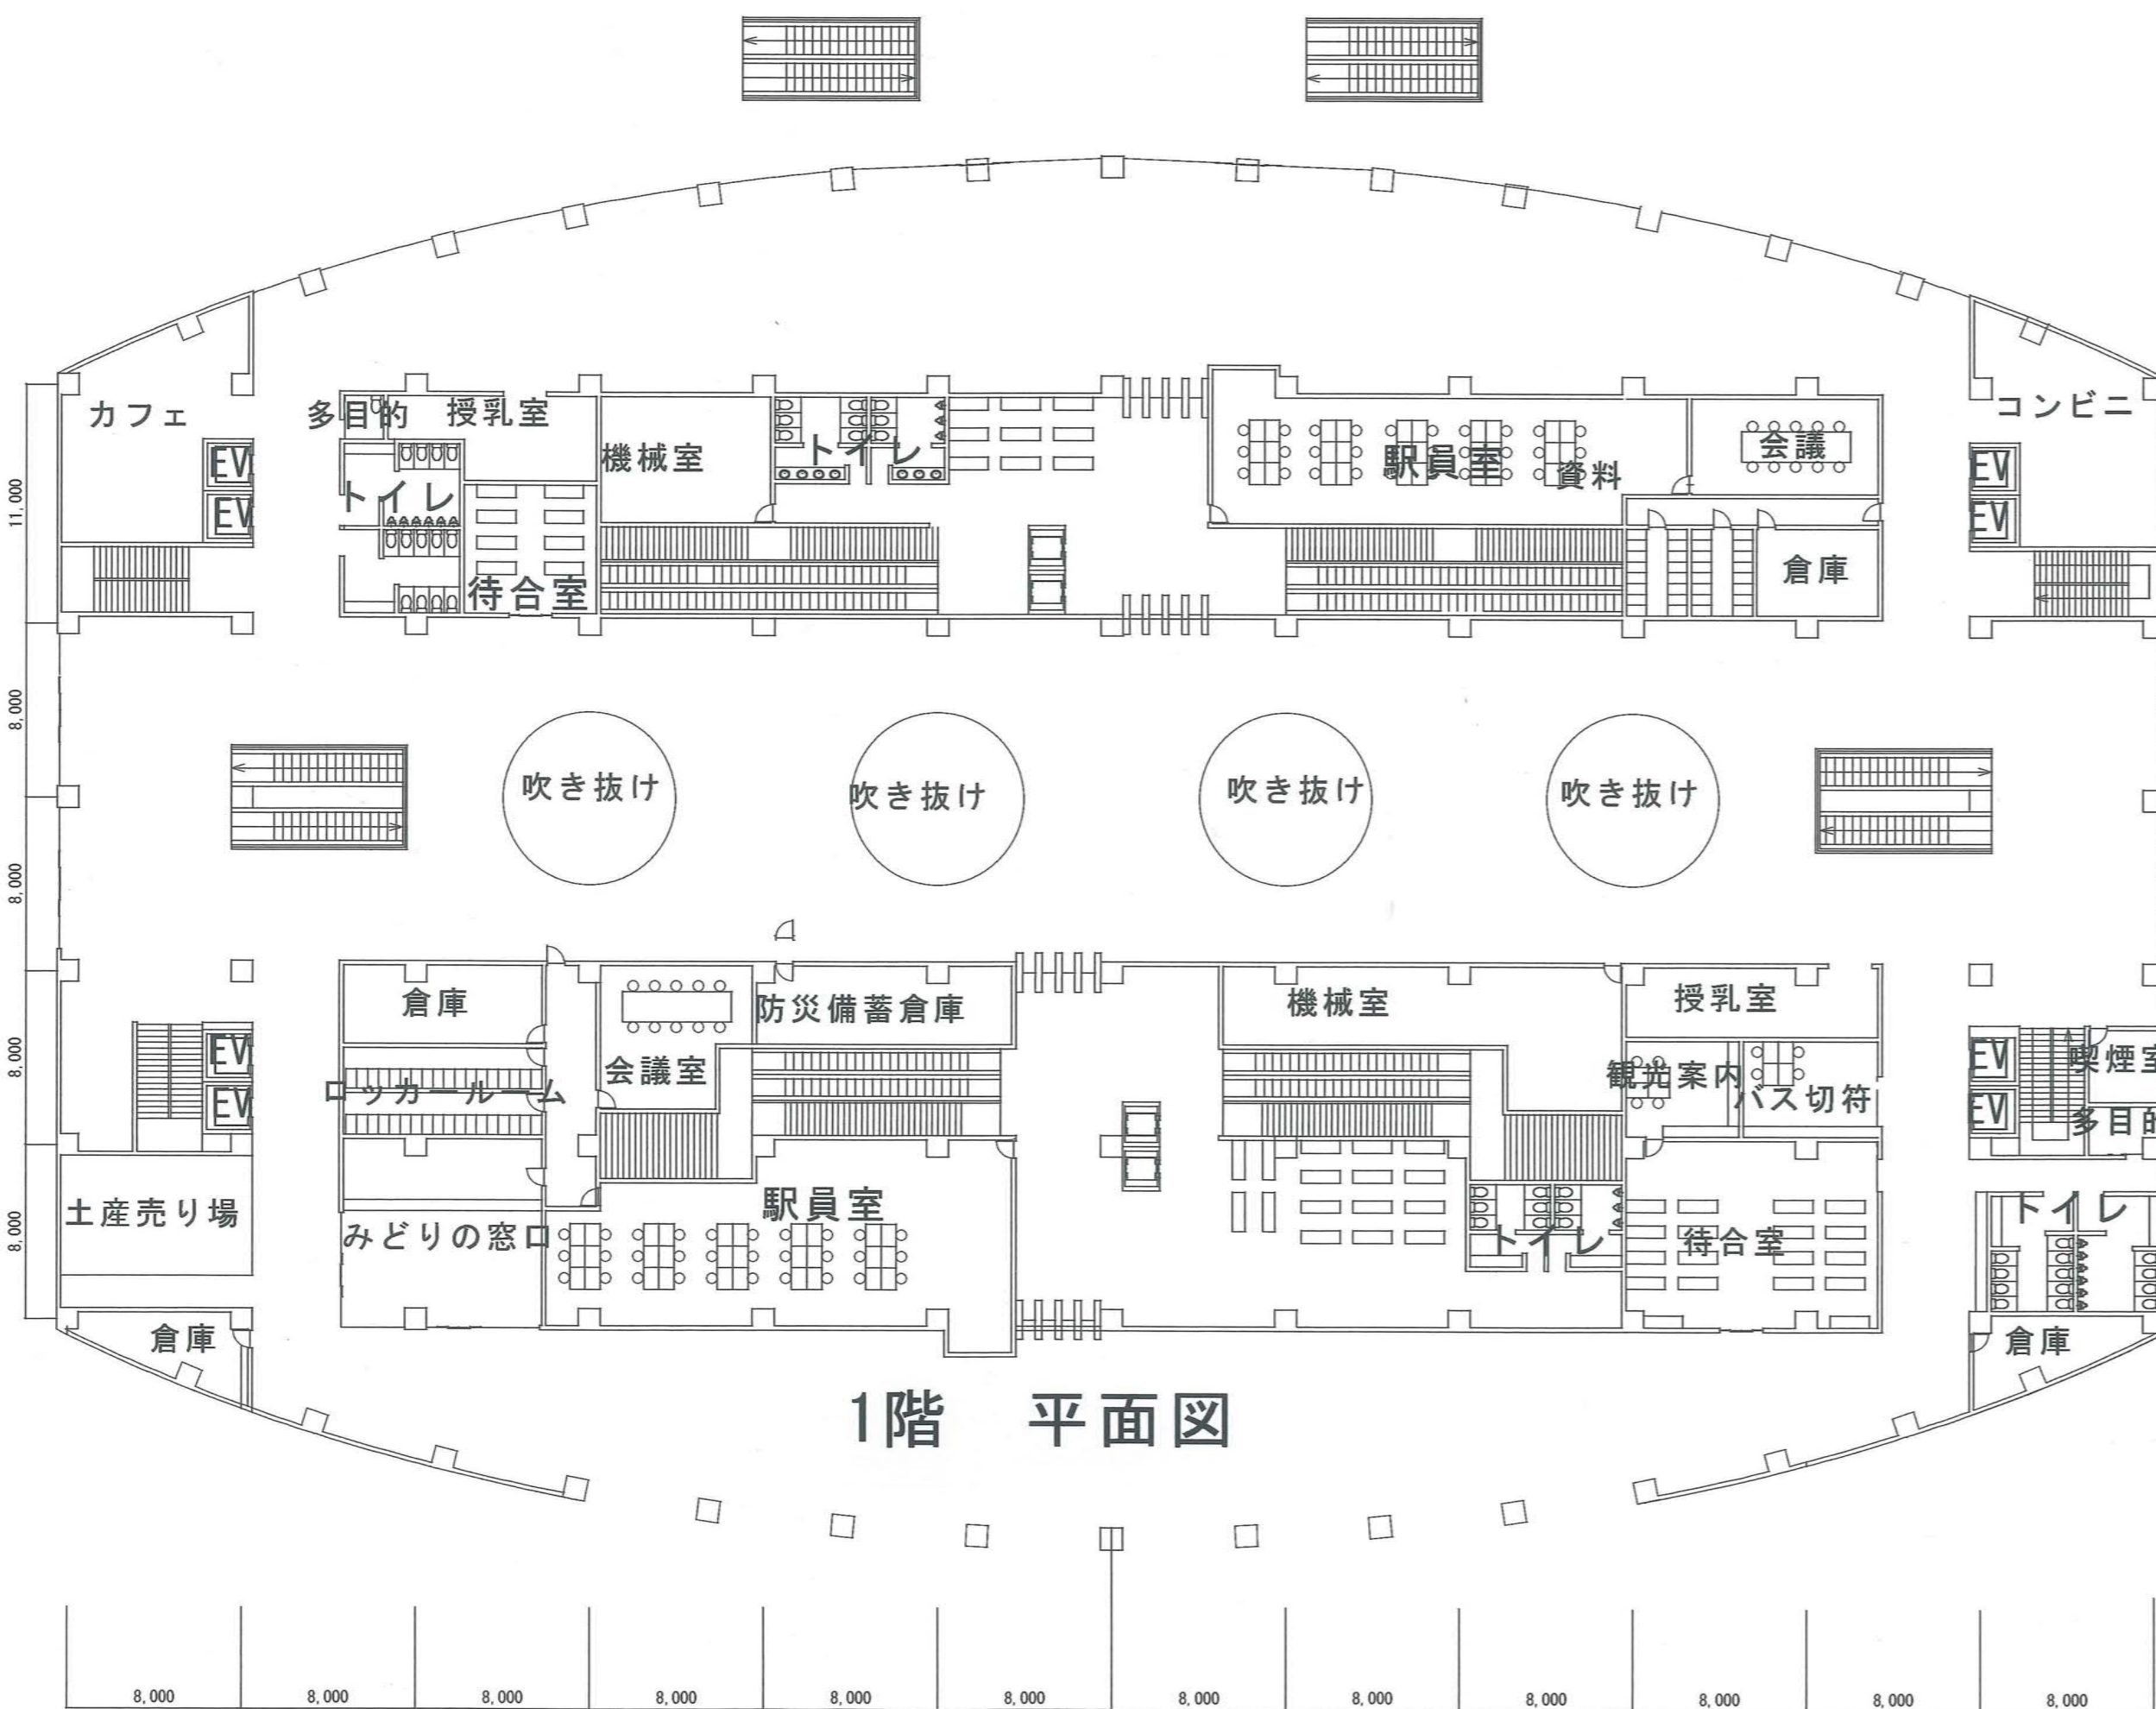 カフェ
多目的
授乳室
コンビニ
EV
EV
機械室
トイレ
駅員室
資料
会議
EV
EV
トイレ
待合室
倉庫
11,000
8,000
8,000
8,000
8,000
吹き抜け
吹き抜け
吹き抜け
吹き抜け
倉庫
防災備蓄倉庫
機械室
授乳室
EV
EV
ロッカールーム
会議室
観光案内
バス切符
EV
EV
喫煙室
多目的
土産売り場
みどりの窓口
駅員室
トイレ
待合室
トイレ
倉庫
倉庫
1階 平面図
8,000
8,000
8,000
8,000
8,000
8,000
8,000
8,000
8,000
8,000
8,000
8,000